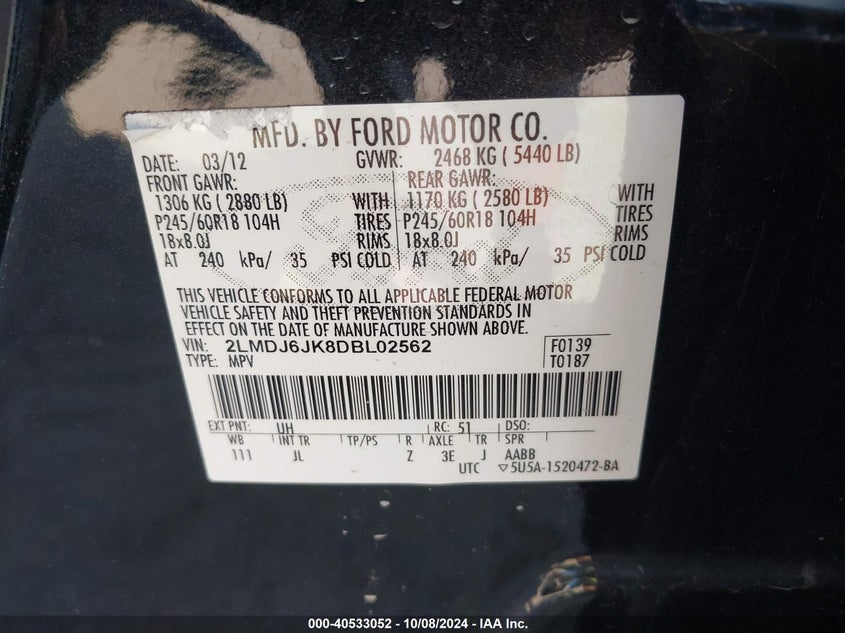 MFD. BY FORD MOTOR CO.
DATE: 03/12 GVWR: 2468 KG ( 5440 LB)
FRONT GAWR: REAR GAWR:
1306 KG ( 2880 LB) WITH 1170 KG ( 2580 LB) WITH
P245/60R18 104H TIRES P245/60R18 104H TIRES
18x8.0J RIMS 18x8.0J RIMS
AT 240 kPa/ 35 PSI COLD AT 240 kPa/ 35 PSI COLD
THIS VEHICLE CONFORMS TO ALL APPLICABLE FEDERAL MOTOR
VEHICLE SAFETY AND THEFT PREVENTION STANDARDS IN
EFFECT ON THE DATE OF MANUFACTURE SHOWN ABOVE.
VIN: 2LMDJ6JK8DBL02562 F0139
TYPE: MPV T0187
EXT PNT: UH RC: 51 DSO:
WB INT TR TP/PS R AXLE TR SPR
111 JL Z 3E J AABB
UTC ▽5U5A-1520472-BA
000-40533052 - 10/08/2024 - IAA Inc.